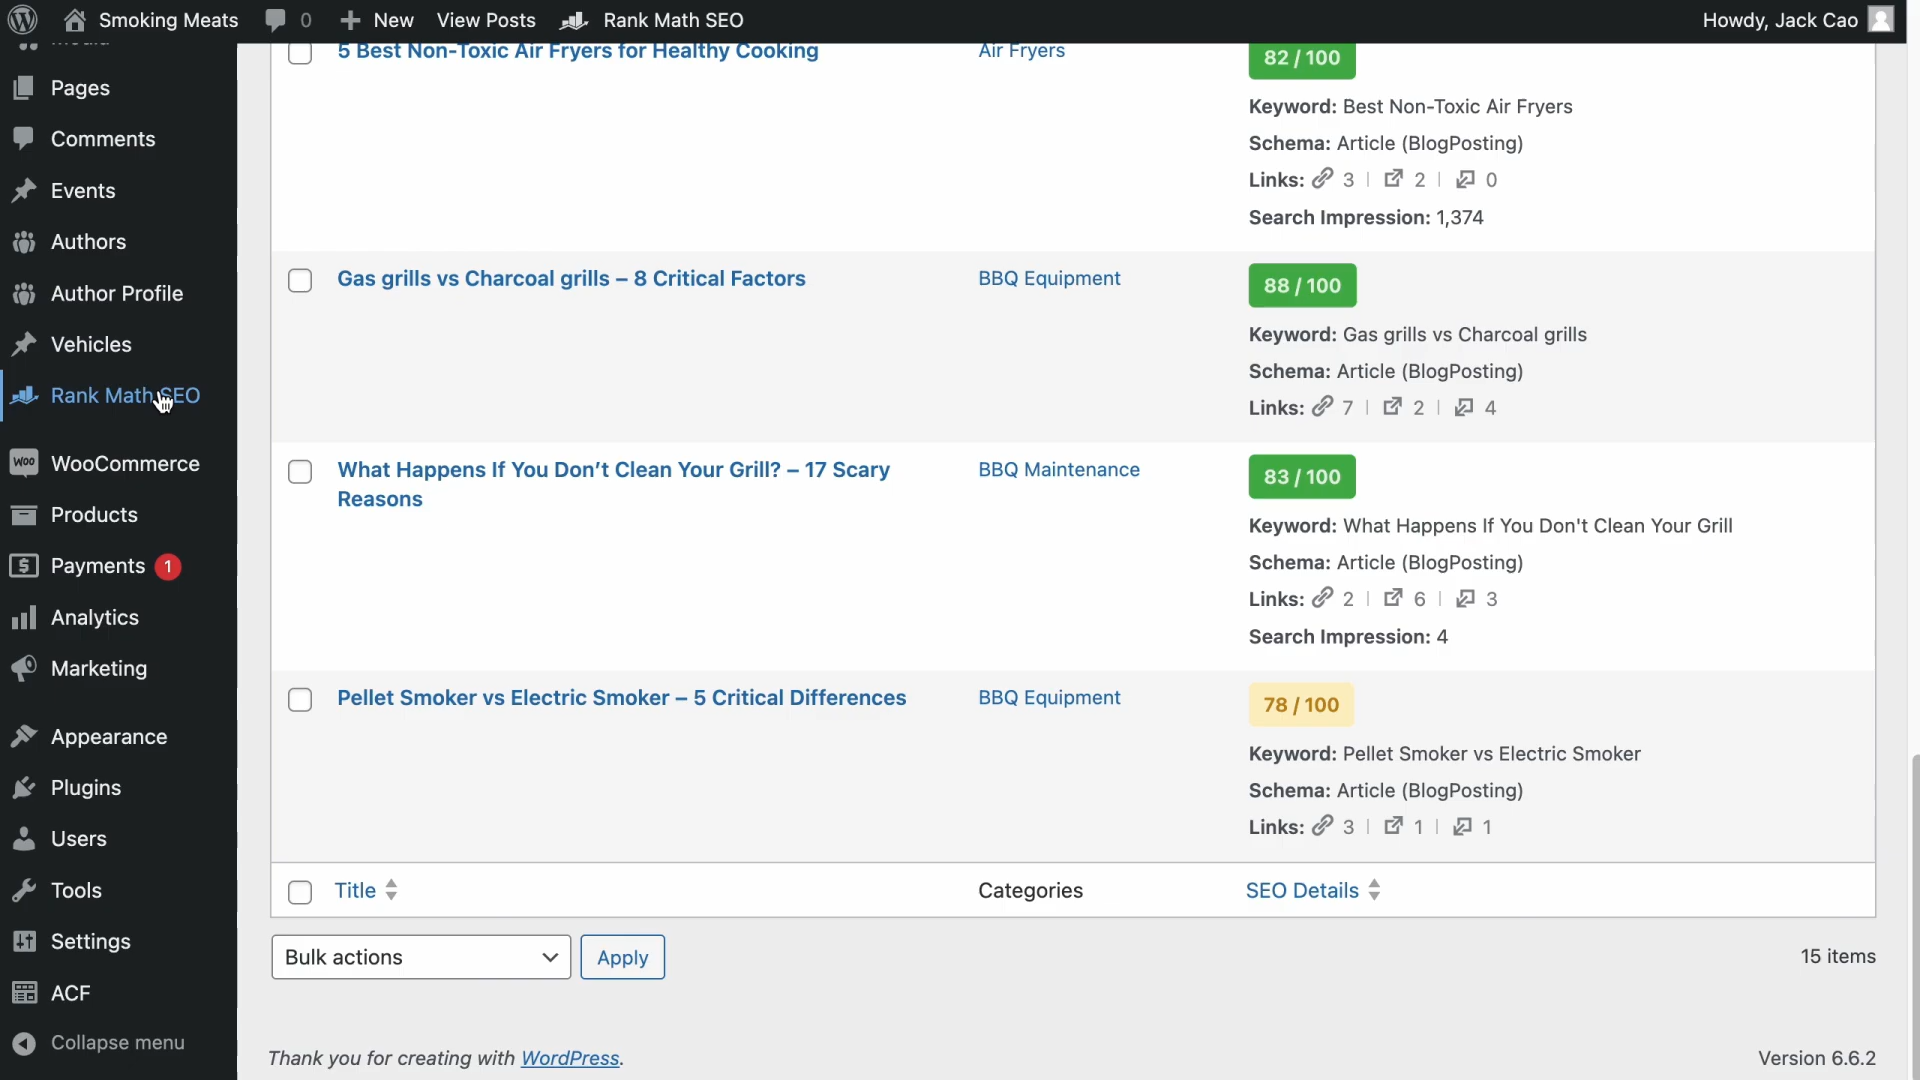 Smoking Meats 0 New View Posts Rank Math SEO Howdy, Jack Cao
Media
Pages
Comments
Events
Authors
Author Profile
Vehicles
Rank Math SEO
WooCommerce
Products
Payments 1
Analytics
Marketing
Appearance
Plugins
Users
Tools
Settings
ACF
Collapse menu
5 Best Non-Toxic Air Fryers for Healthy Cooking
Air Fryers
82 / 100
Keyword: Best Non-Toxic Air Fryers
Schema: Article (BlogPosting)
Links: 3 | 2 | 0
Search Impression: 1,374
Gas grills vs Charcoal grills – 8 Critical Factors
BBQ Equipment
88 / 100
Keyword: Gas grills vs Charcoal grills
Schema: Article (BlogPosting)
Links: 7 | 2 | 4
What Happens If You Don’t Clean Your Grill? – 17 Scary
Reasons
BBQ Maintenance
83 / 100
Keyword: What Happens If You Don't Clean Your Grill
Schema: Article (BlogPosting)
Links: 2 | 6 | 3
Search Impression: 4
Pellet Smoker vs Electric Smoker – 5 Critical Differences
BBQ Equipment
78 / 100
Keyword: Pellet Smoker vs Electric Smoker
Schema: Article (BlogPosting)
Links: 3 | 1 | 1
Title Categories SEO Details
Bulk actions Apply 15 items
Thank you for creating with WordPress. Version 6.6.2